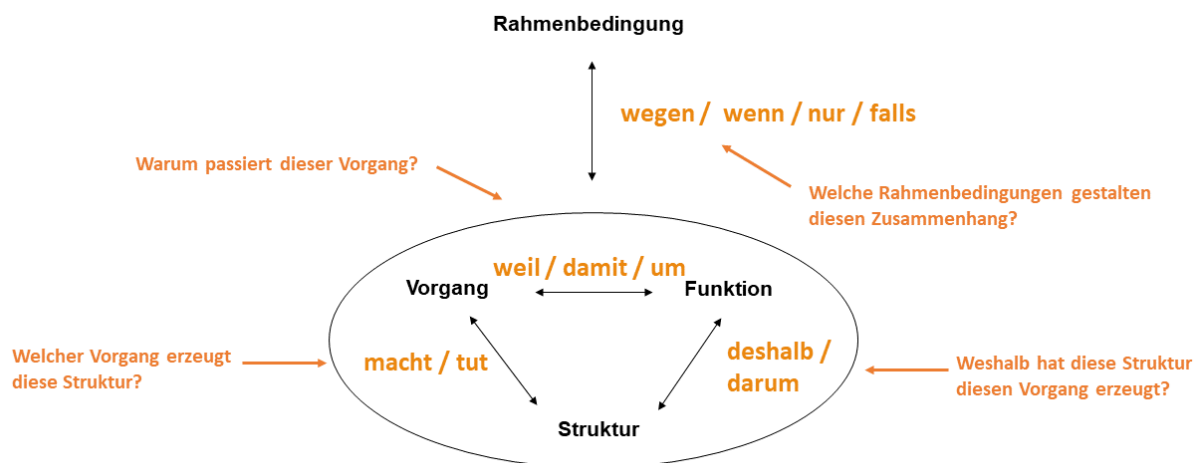 Rahmenbedingung
wegen / wenn / nur / falls
Warum passiert dieser Vorgang?
Welche Rahmenbedingungen gestalten
diesen Zusammenhang?
weil / damit / um
Vorgang
Funktion
Welcher Vorgang erzeugt
diese Struktur?
macht / tut
deshalb /
darum
Weshalb hat diese Struktur
diesen Vorgang erzeugt?
Struktur